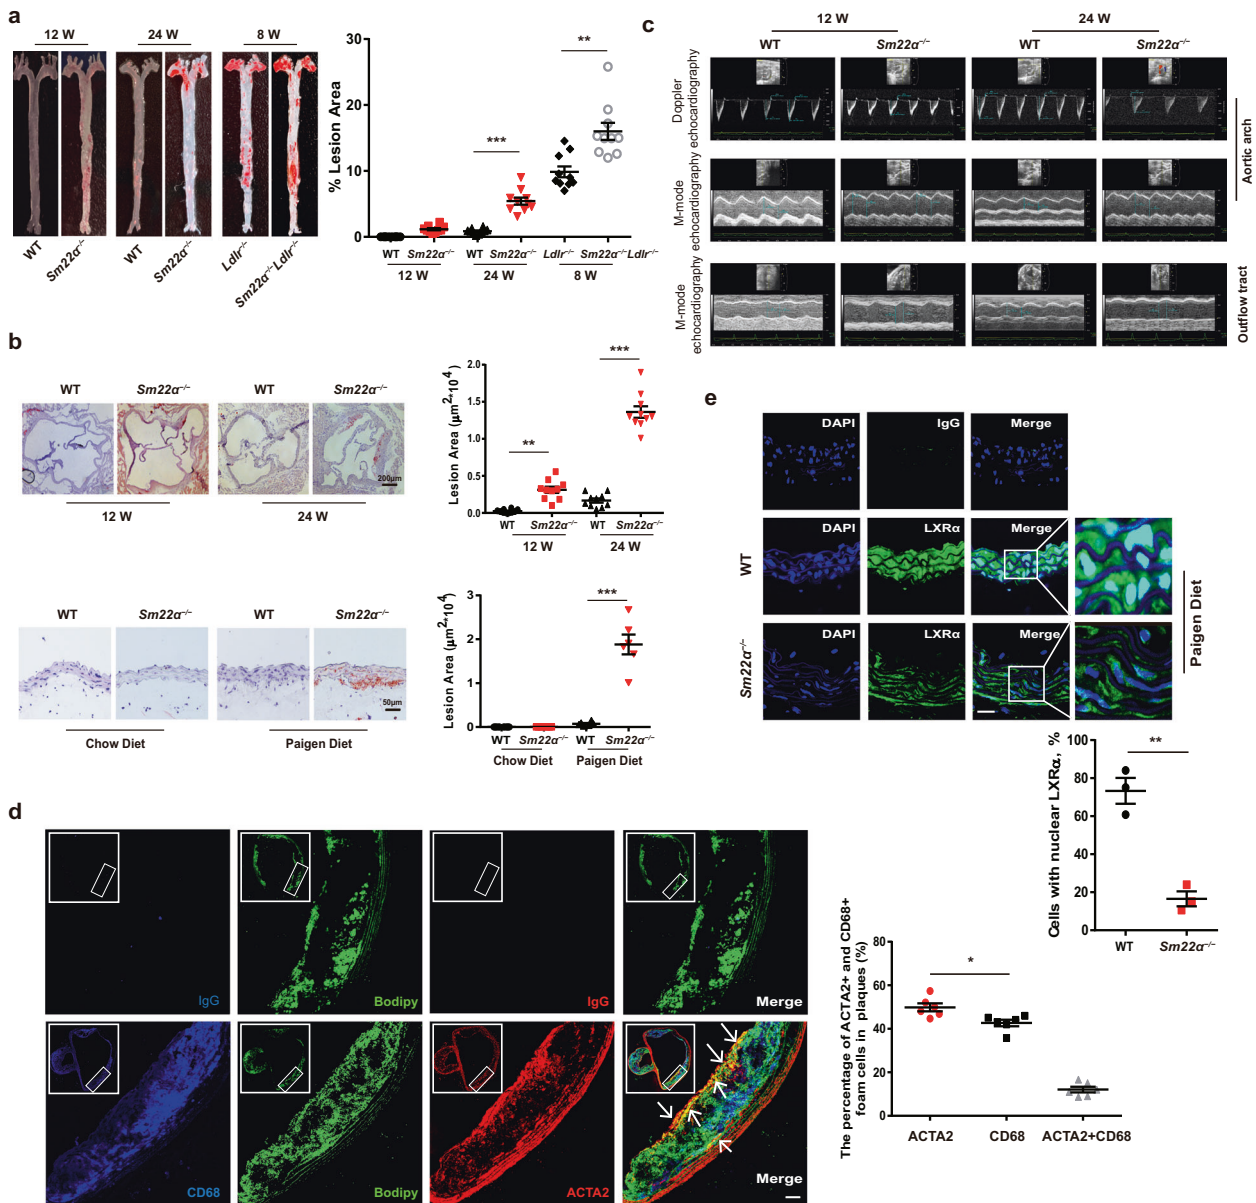 a
12 W
24 W
8 W
WT
Sm22α⁻/⁻
WT
Sm22α⁻/⁻
Ldlr⁻/⁻
Sm22α⁻/⁻Ldlr⁻/⁻
% Lesion Area
30
20
10
0
***
**
WT
Sm22α⁻/⁻
WT
Sm22α⁻/⁻
Ldlr⁻/⁻
Sm22α⁻/⁻Ldlr⁻/⁻
12 W
24 W
8 W
b
WT
Sm22α⁻/⁻
WT
Sm22α⁻/⁻
200μm
12 W
24 W
Lesion Area (μm²*10⁴)
2.0
1.5
1.0
0.5
0.0
**
***
WT
Sm22α⁻/⁻
WT
Sm22α⁻/⁻
12 W
24 W
WT
Sm22α⁻/⁻
WT
Sm22α⁻/⁻
50μm
Chow Diet
Paigen Diet
Lesion Area (μm²*10⁴)
3
2
1
0
***
WT
Sm22α⁻/⁻
WT
Sm22α⁻/⁻
Chow Diet
Paigen Diet
c
12 W
24 W
WT
Sm22α⁻/⁻
WT
Sm22α⁻/⁻
Doppler
echocardiography
M-mode
echocardiography
M-mode
echocardiography
Aortic arch
Outflow tract
e
DAPI
IgG
Merge
WT
DAPI
LXRα
Merge
Sm22α⁻/⁻
DAPI
LXRα
Merge
Paigen Diet
Cells with nuclear LXRα, %
100
80
60
40
20
0
**
WT
Sm22α⁻/⁻
d
IgG
Bodipy
IgG
Merge
CD68
Bodipy
ACTA2
Merge
The percentage of ACTA2+ and CD68+
foam cells in plaques (%)
80
60
40
20
0
*
ACTA2
CD68
ACTA2+CD68